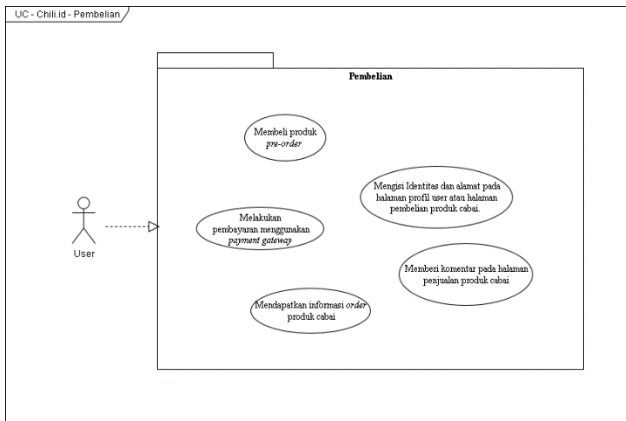 UC - Chili.id - Pembelian
Pembelian
Membeli produk
pre-order
Mengisi Identitas dan alamat pada
halaman profil user atau halaman
pembelian produk cabai.
Melakukan
pembayaran menggunakan
payment gateway
User
Memberi komentar pada halaman
penjualan produk cabai
Mendapatkan informasi order
produk cabai